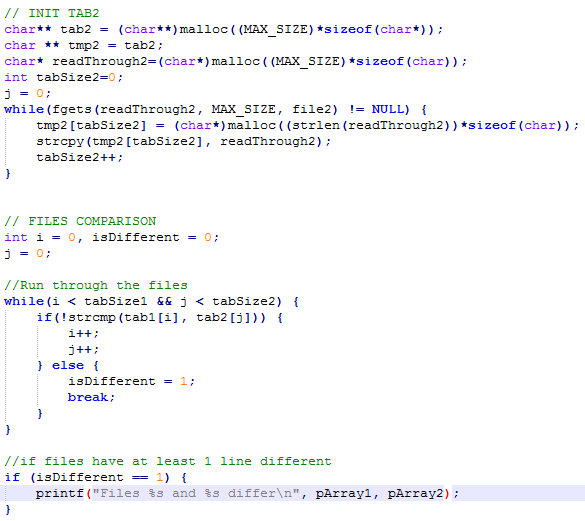 // INIT TAB2
char** tab2 = (char**)malloc((MAX_SIZE)*sizeof(char*));
char ** tmp2 = tab2;
char* readThrough2=(char*)malloc((MAX_SIZE)*sizeof(char));
int tabSize2=0;
j = 0;
while(fgets(readThrough2, MAX_SIZE, file2) != NULL) {
    tmp2[tabSize2] = (char*)malloc((strlen(readThrough2))*sizeof(char));
    strcpy(tmp2[tabSize2], readThrough2);
    tabSize2++;
}
// FILES COMPARISON
int i = 0, isDifferent = 0;
j = 0;
//Run through the files
while(i < tabSize1 && j < tabSize2) {
    if(!strcmp(tab1[i], tab2[j])) {
        i++;
        j++;
    } else {
        isDifferent = 1;
        break;
    }
}
//if files have at least 1 line different
if (isDifferent == 1) {
    printf("Files %s and %s differ\n", pArray1, pArray2);
}